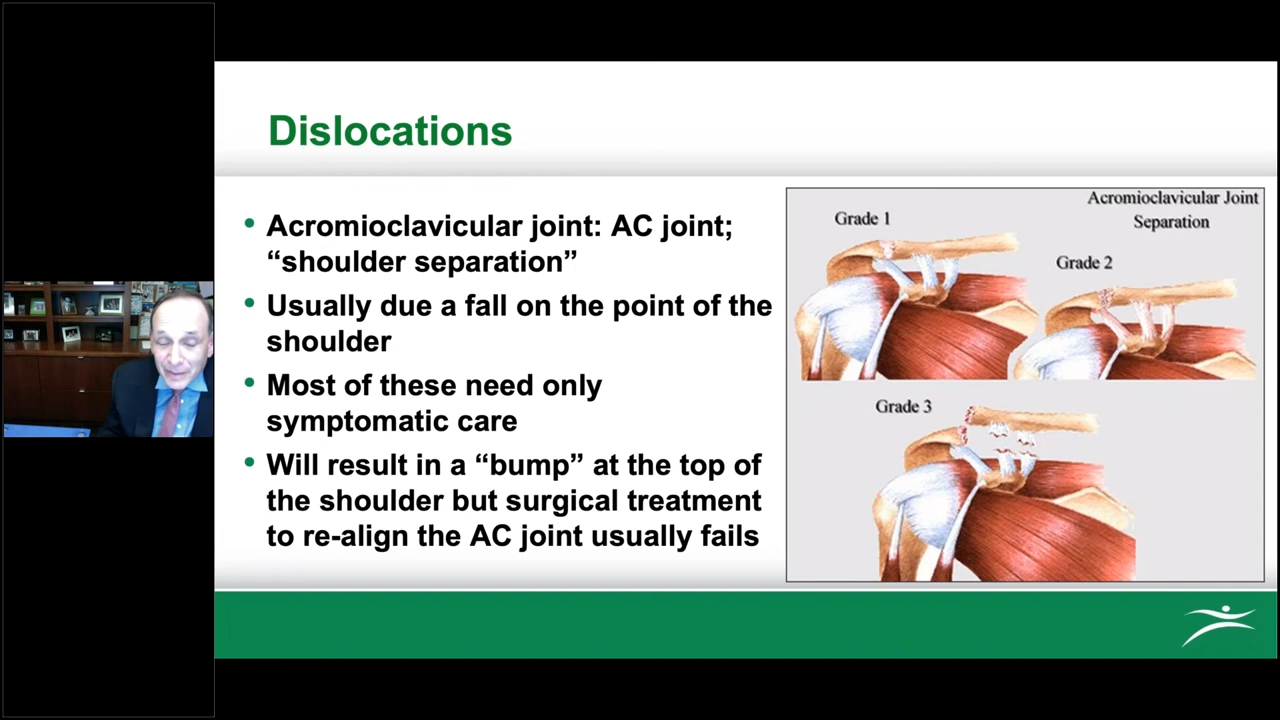 Dislocations
• Acromioclavicular joint: AC joint;
“shoulder separation”
• Usually due a fall on the point of the
shoulder
• Most of these need only
symptomatic care
• Will result in a “bump” at the top of
the shoulder but surgical treatment
to re-align the AC joint usually fails
Acromioclavicular Joint
Separation
Grade 1
Grade 2
Grade 3